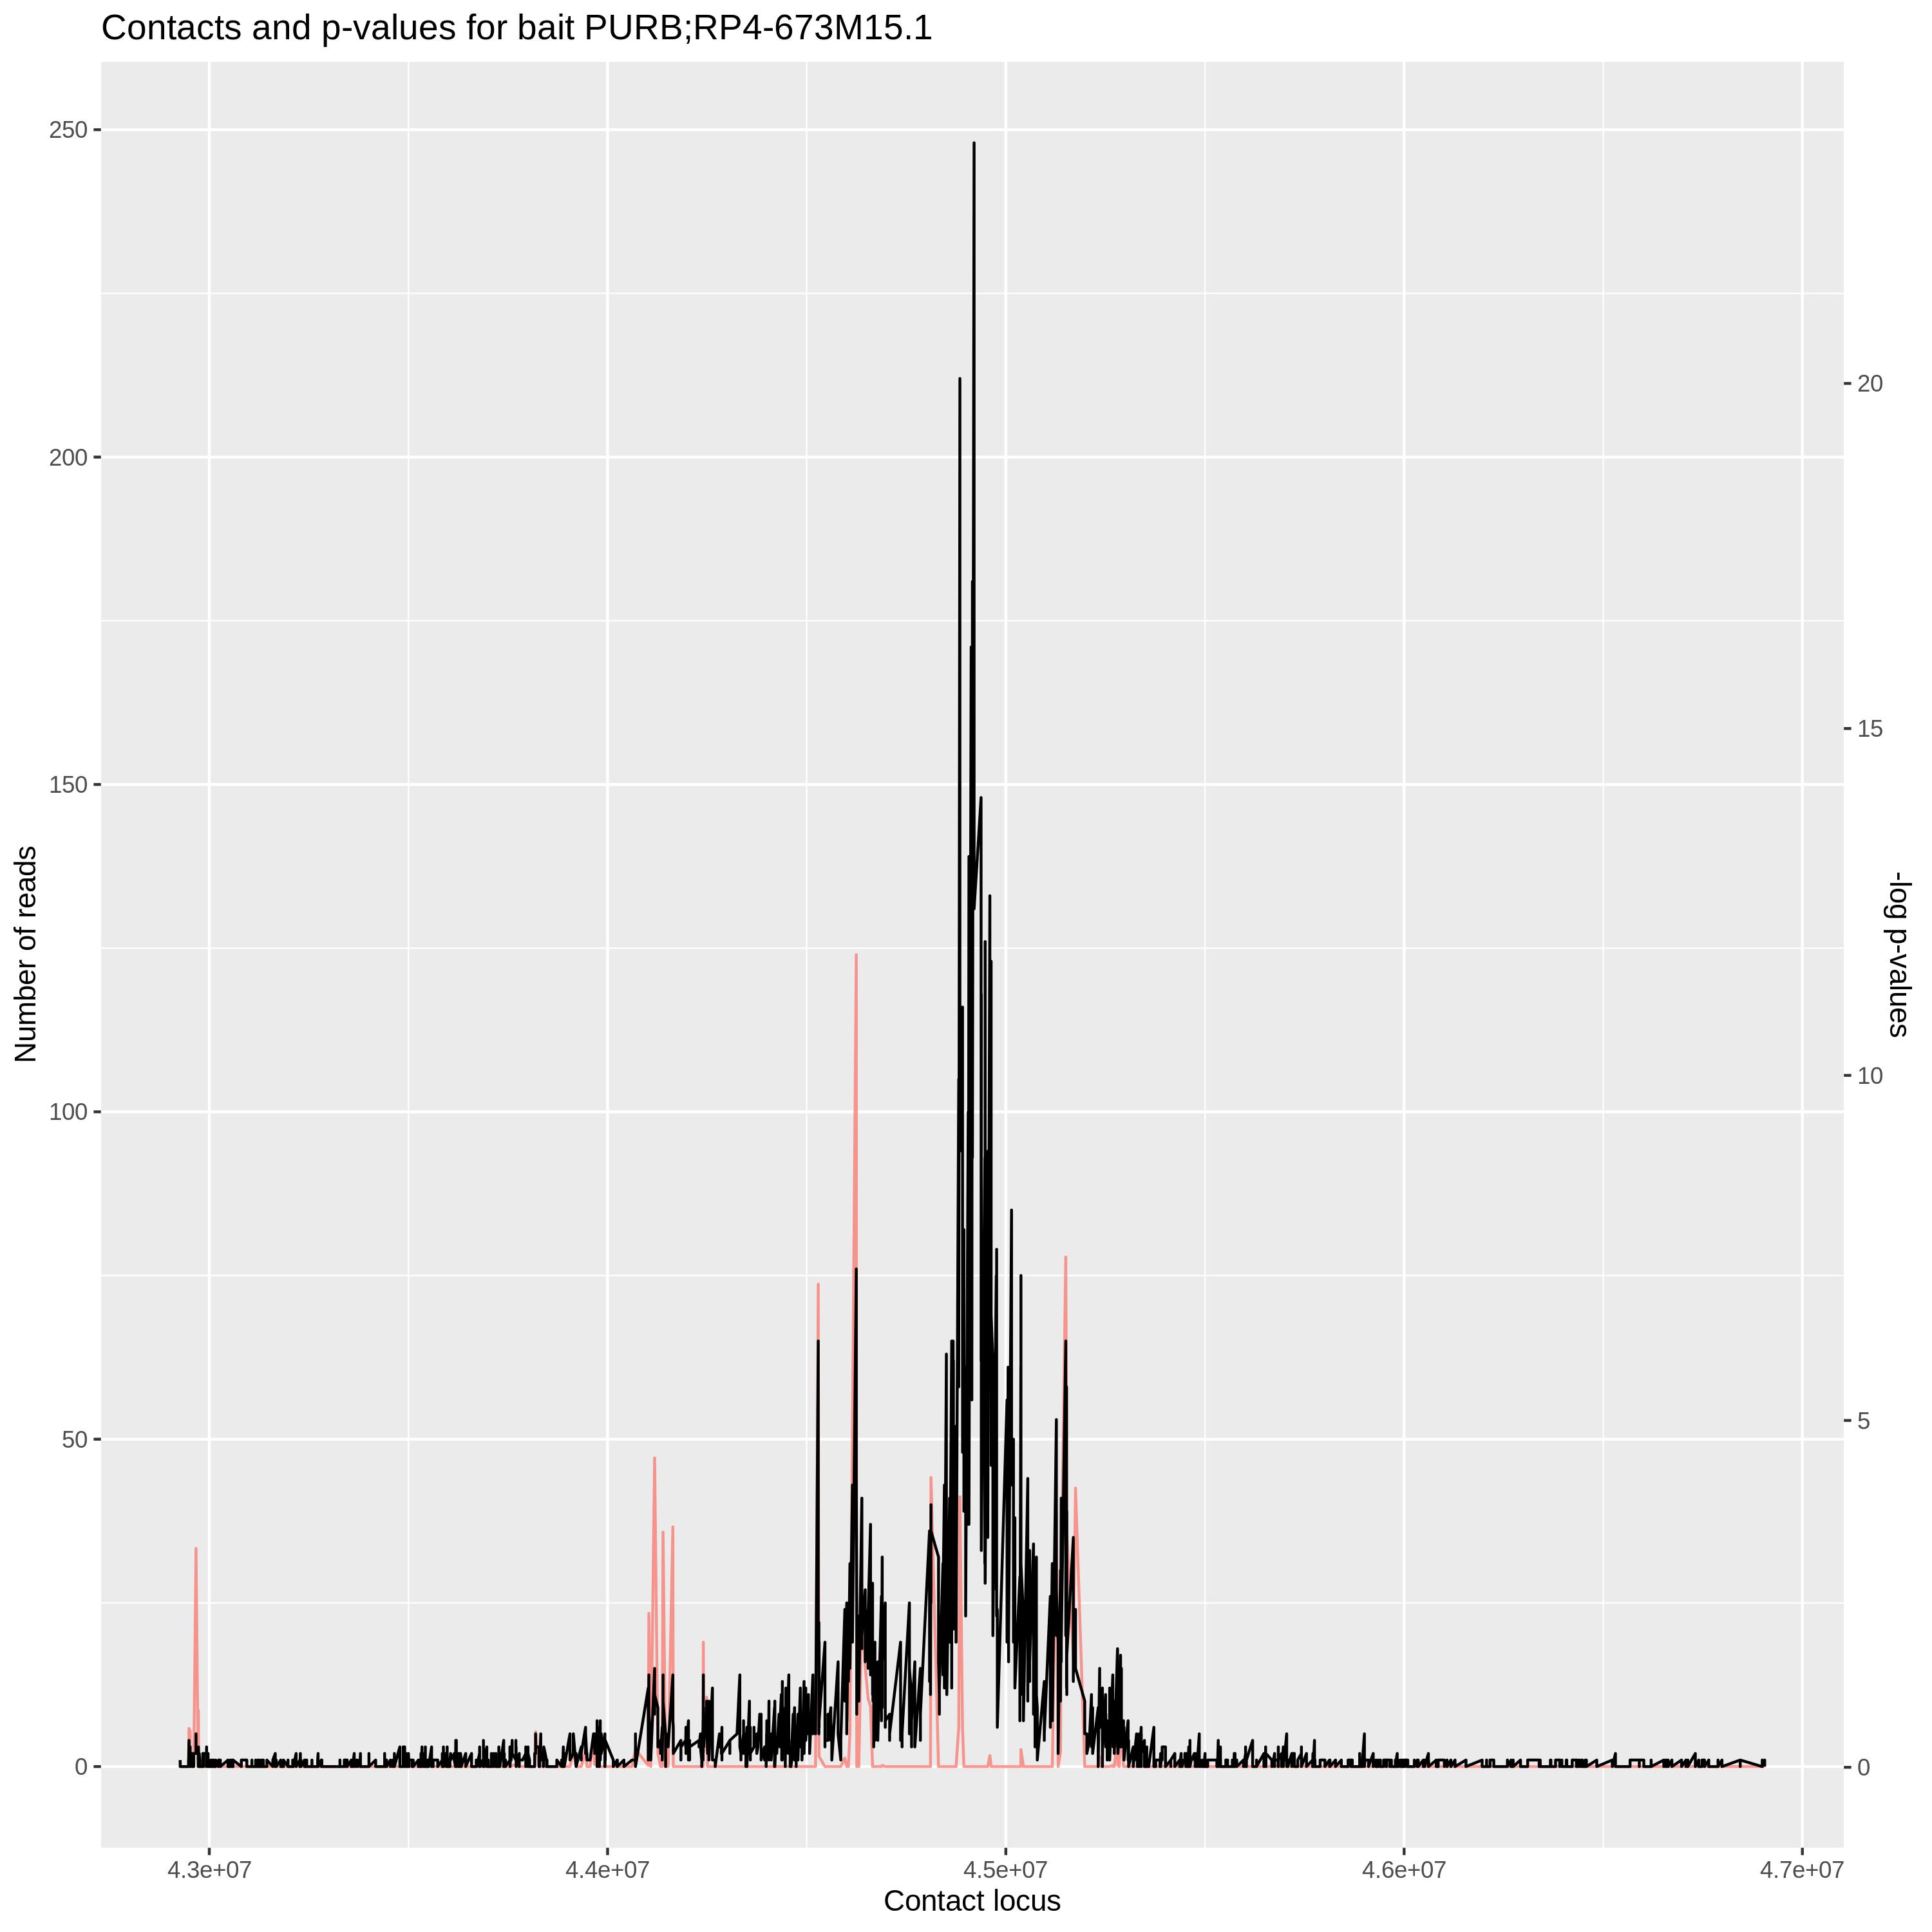 Contacts and p-values for bait PURB;RP4-673M15.1
Number of reads
250
200
150
100
50
0
20
15
10
5
0
-log p-values
4.3e+07
4.4e+07
4.5e+07
4.6e+07
4.7e+07
Contact locus